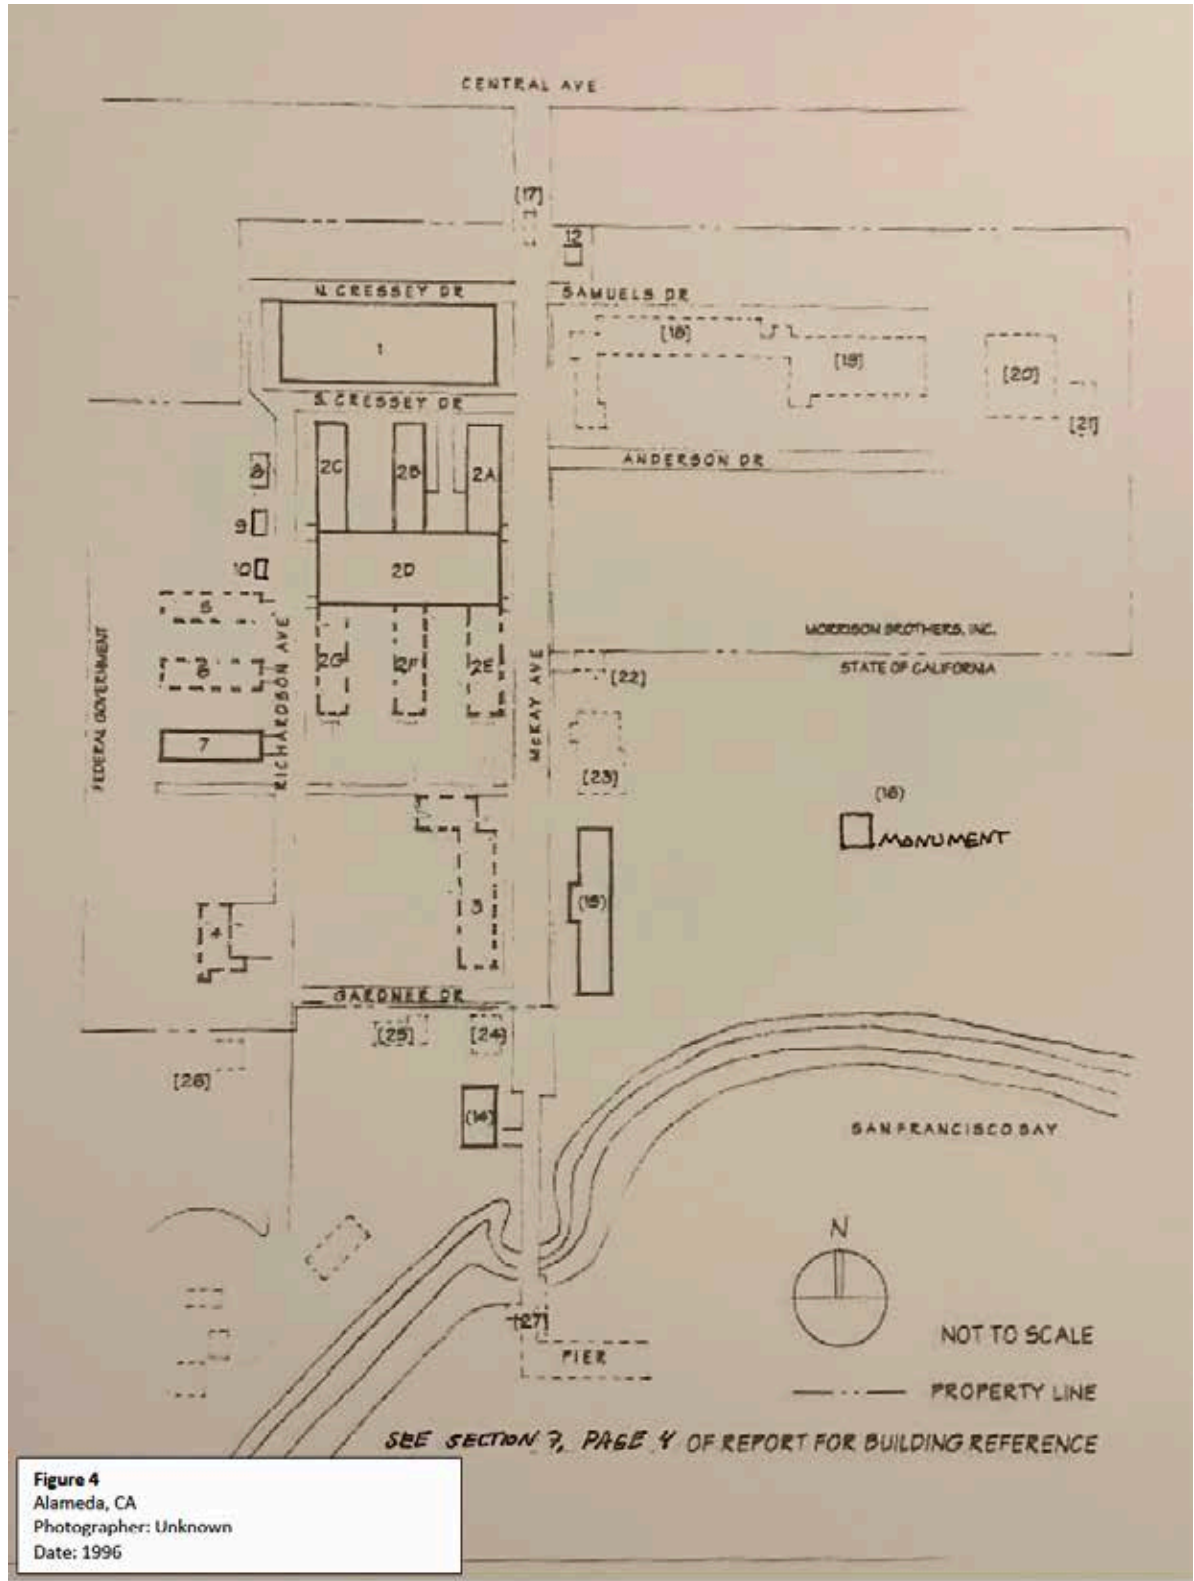 CENTRAL AVE
[17]
12
N. CRESSEY DR
SAMUELS DR
1
[18]
[19]
[20]
S. CRESSEY DR
[21]
2C
2B
2A
ANDERSON DR
8
9
2D
10
5
MORRISON BROTHERS, INC.
FEDERAL GOVERNMENT
RICHARDSON AVE
6
2G
2F
2E
McKAY AVE
STATE OF CALIFORNIA
[22]
7
[23]
(16)
MONUMENT
3
(15)
4
GARDNER DR
[25]
[24]
[26]
(14)
SAN FRANCISCO BAY
N
[27]
NOT TO SCALE
PIER
PROPERTY LINE
SEE SECTION 7, PAGE 4 OF REPORT FOR BUILDING REFERENCE
Figure 4
Alameda, CA
Photographer: Unknown
Date: 1996